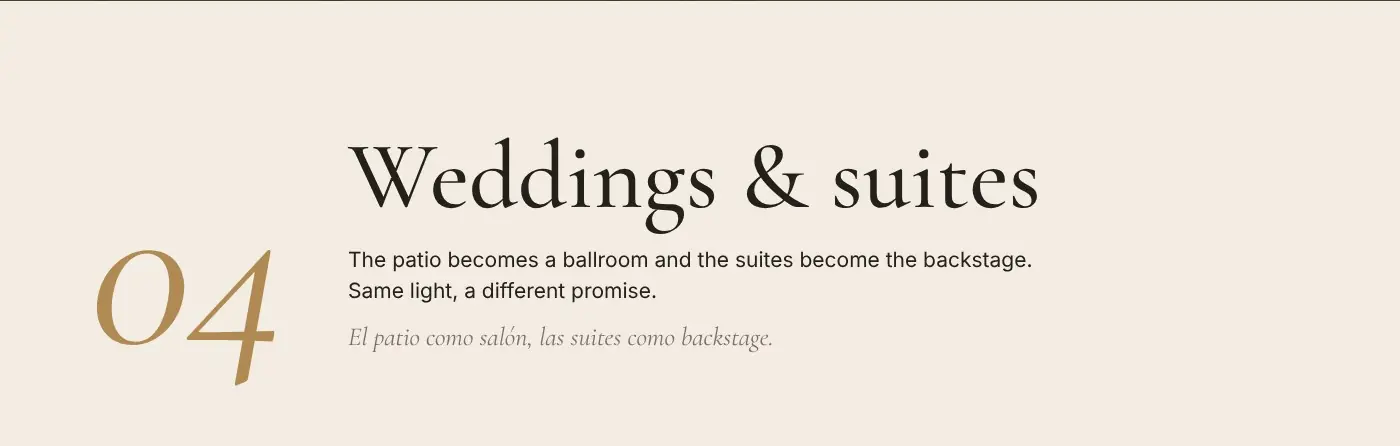 Weddings & suites
04
The patio becomes a ballroom and the suites become the backstage.
Same light, a different promise.
El patio como salón, las suites como backstage.